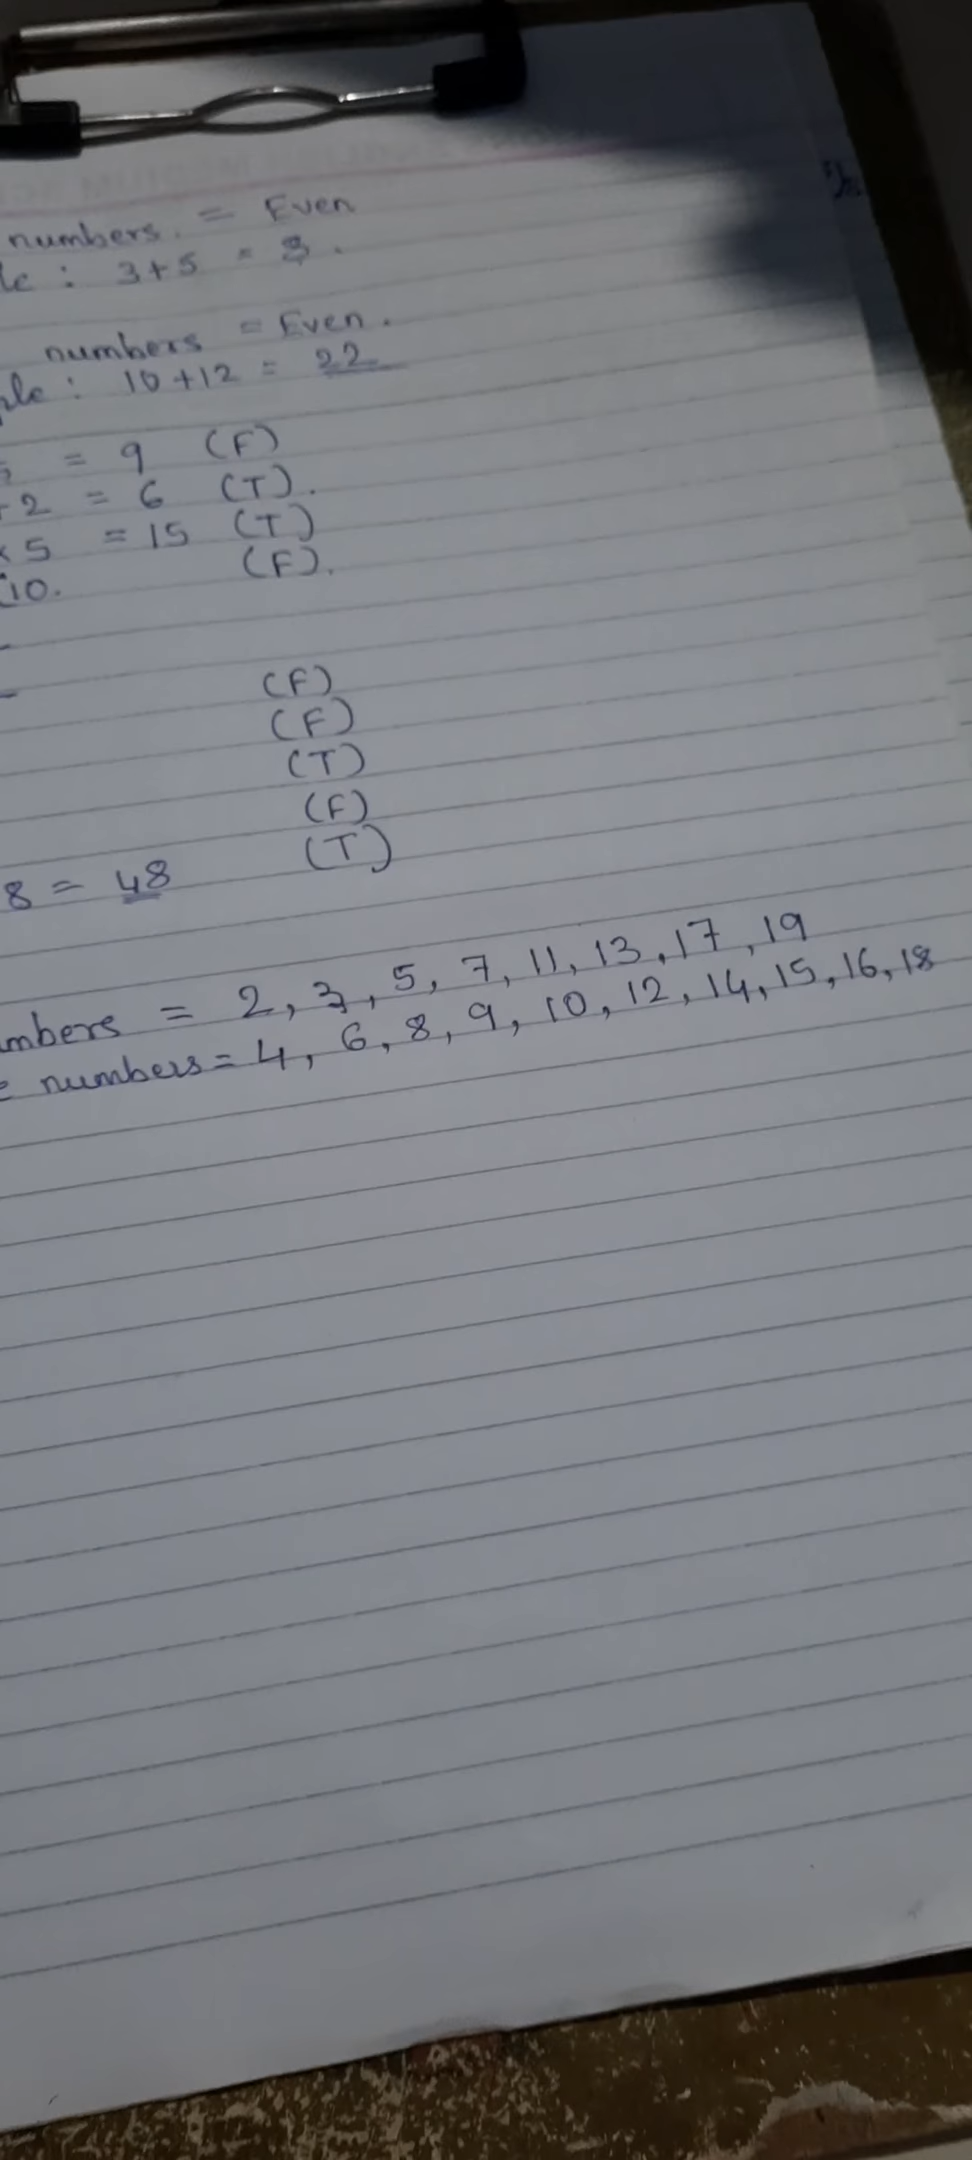 numbers. = Even
3+5 = 8.
numbers = Even.
10+12 = 22
= 9 (F)
+2 = 6 (T).
×5 = 15 (T)
10. (F).
(F)
(F)
(T)
(F)
(T)
8 = 48
mbers = 2, 3, 5, 7, 11, 13, 17, 19
numbers = 4, 6, 8, 9, 10, 12, 14, 15, 16, 18